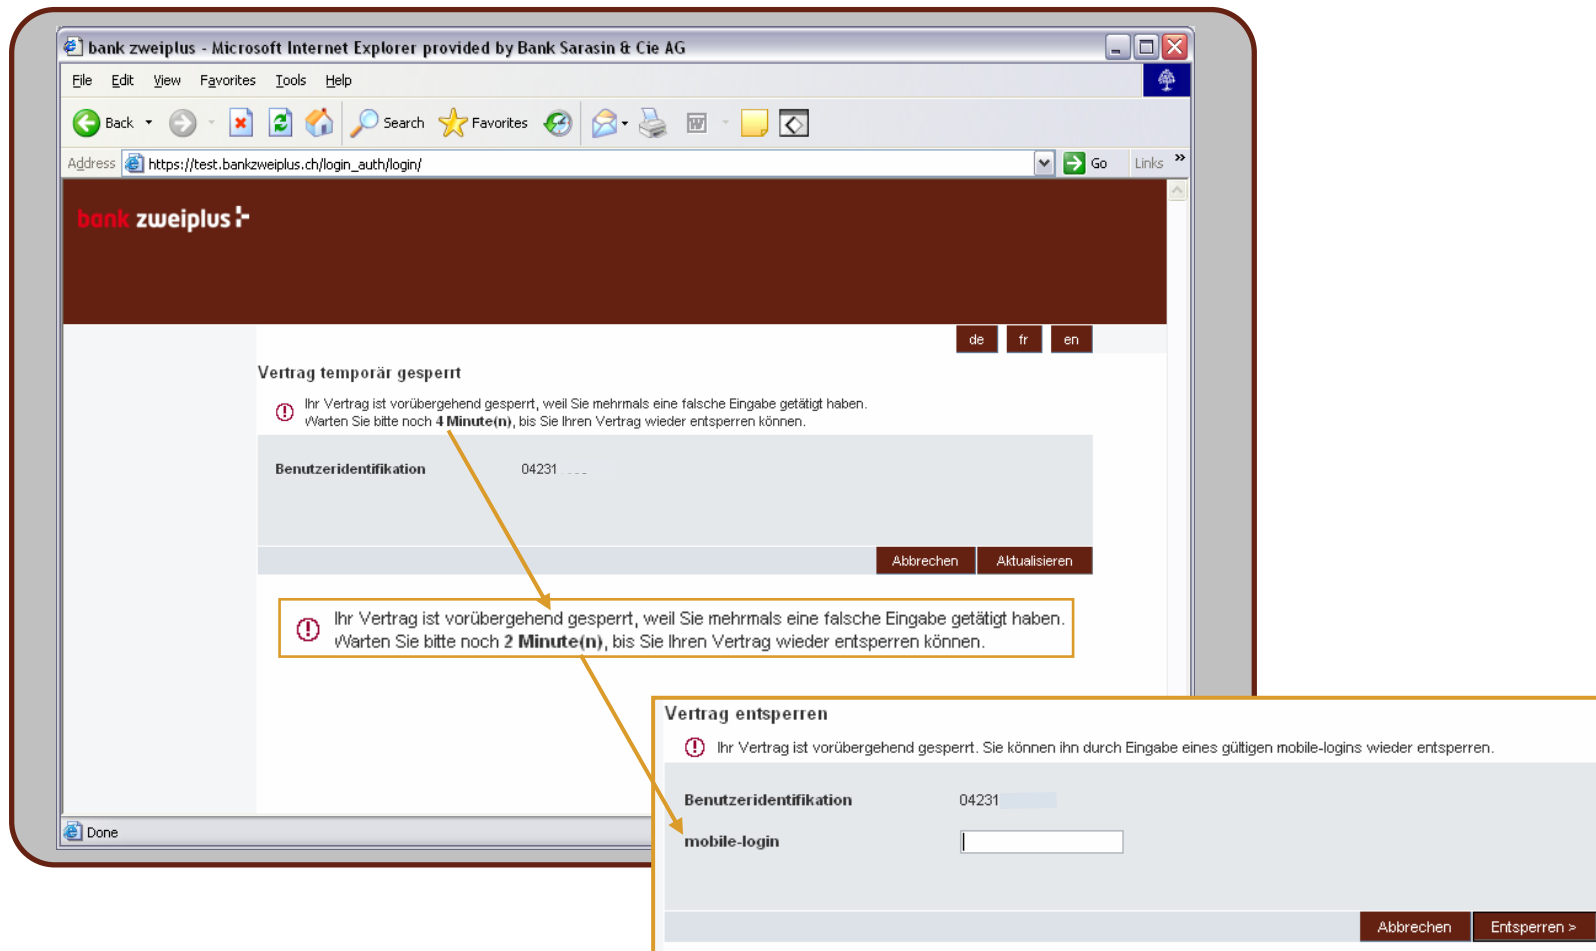 bank zweiplus - Microsoft Internet Explorer provided by Bank Sarasin & Cie AG
File Edit View Favorites Tools Help
Back Search Favorites
Address https://test.bankzweiplus.ch/login_auth/login/ Go Links »
bank zweiplus
de fr en
Vertrag temporär gesperrt
Ihr Vertrag ist vorübergehend gesperrt, weil Sie mehrmals eine falsche Eingabe getätigt haben.
Warten Sie bitte noch 4 Minute(n), bis Sie Ihren Vertrag wieder entsperren können.
Benutzeridentifikation 04231
Abbrechen Aktualisieren
Ihr Vertrag ist vorübergehend gesperrt, weil Sie mehrmals eine falsche Eingabe getätigt haben.
Warten Sie bitte noch 2 Minute(n), bis Sie Ihren Vertrag wieder entsperren können.
Vertrag entsperren
Ihr Vertrag ist vorübergehend gesperrt. Sie können ihn durch Eingabe eines gültigen mobile-logins wieder entsperren.
Benutzeridentifikation 04231
mobile-login
Abbrechen Entsperren >
Done